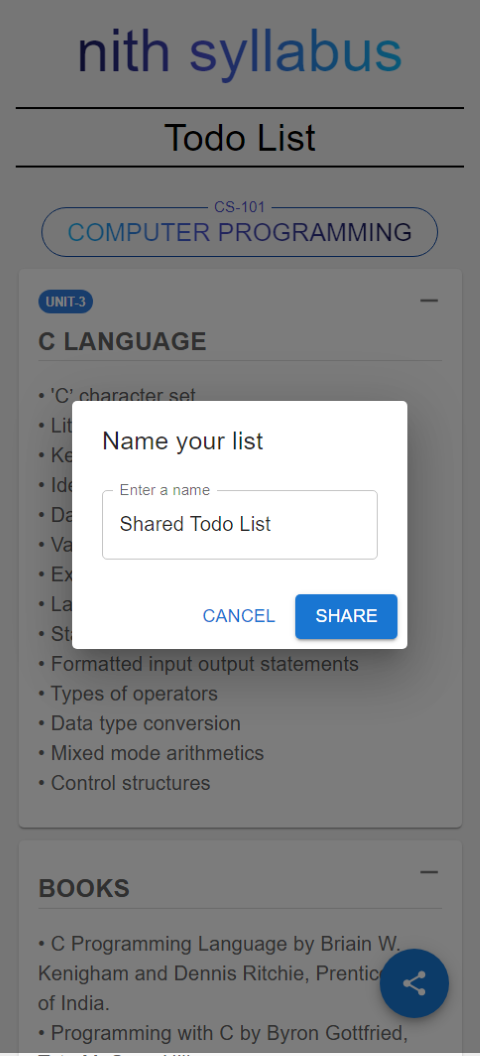 nith syllabus
Todo List
CS-101
COMPUTER PROGRAMMING
UNIT-3
C LANGUAGE
• 'C' character set
• Lit
• Ke
• Ide
• Da
• Va
• Ex
• La
• St
• Formatted input output statements
• Types of operators
• Data type conversion
• Mixed mode arithmetics
• Control structures
Name your list
Enter a name
Shared Todo List
CANCEL
SHARE
BOOKS
• C Programming Language by Briain W.
Kenigham and Dennis Ritchie, Prentic
of India.
• Programming with C by Byron Gottfried,